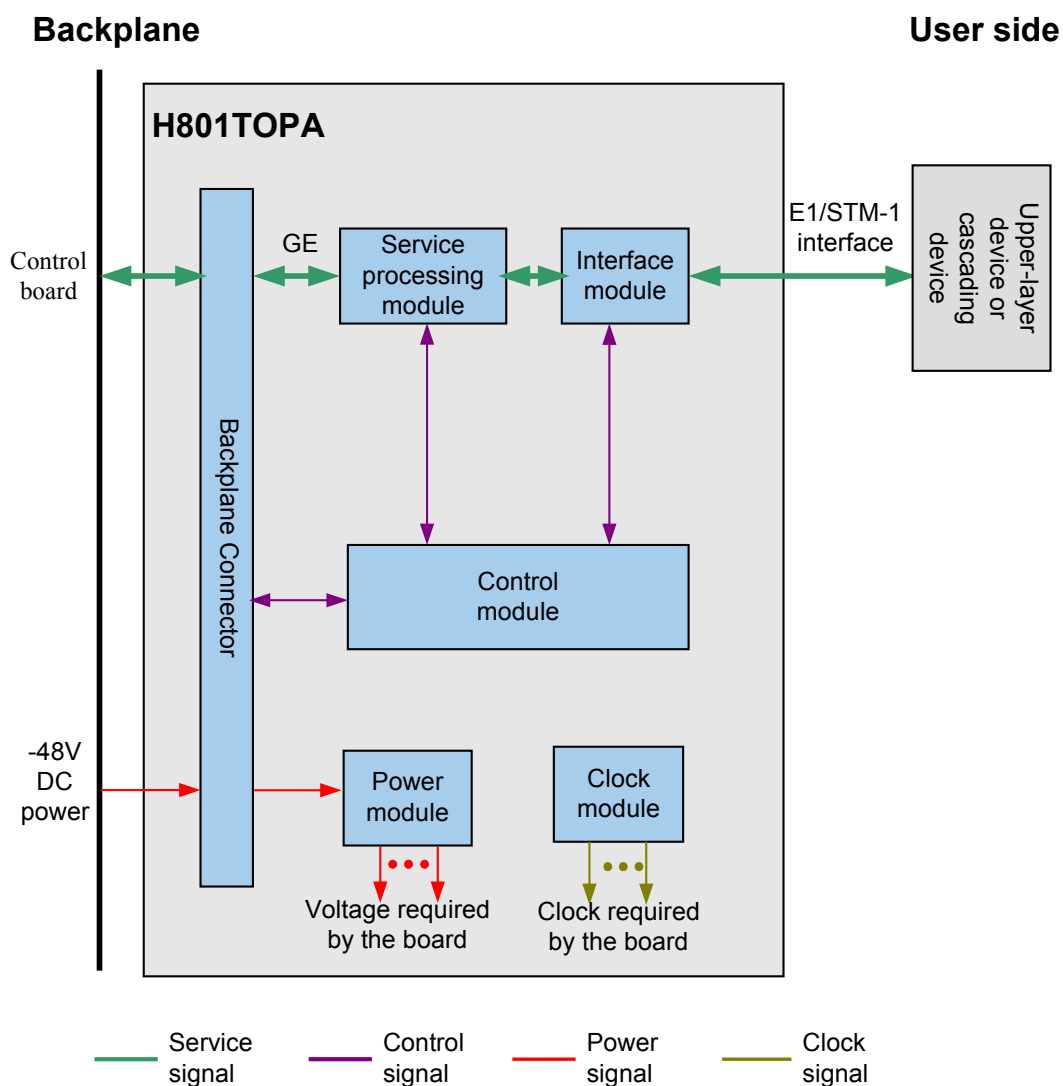 Backplane
User side
H801TOPA
Control
board
GE
Service
processing
module
Interface
module
E1/STM-1
interface
Upper-layer
device or
cascading
device
Backplane Connector
Control
module
-48V
DC
power
Power
module
Clock
module
Voltage required
by the board
Clock required
by the board
Service
signal
Control
signal
Power
signal
Clock
signal